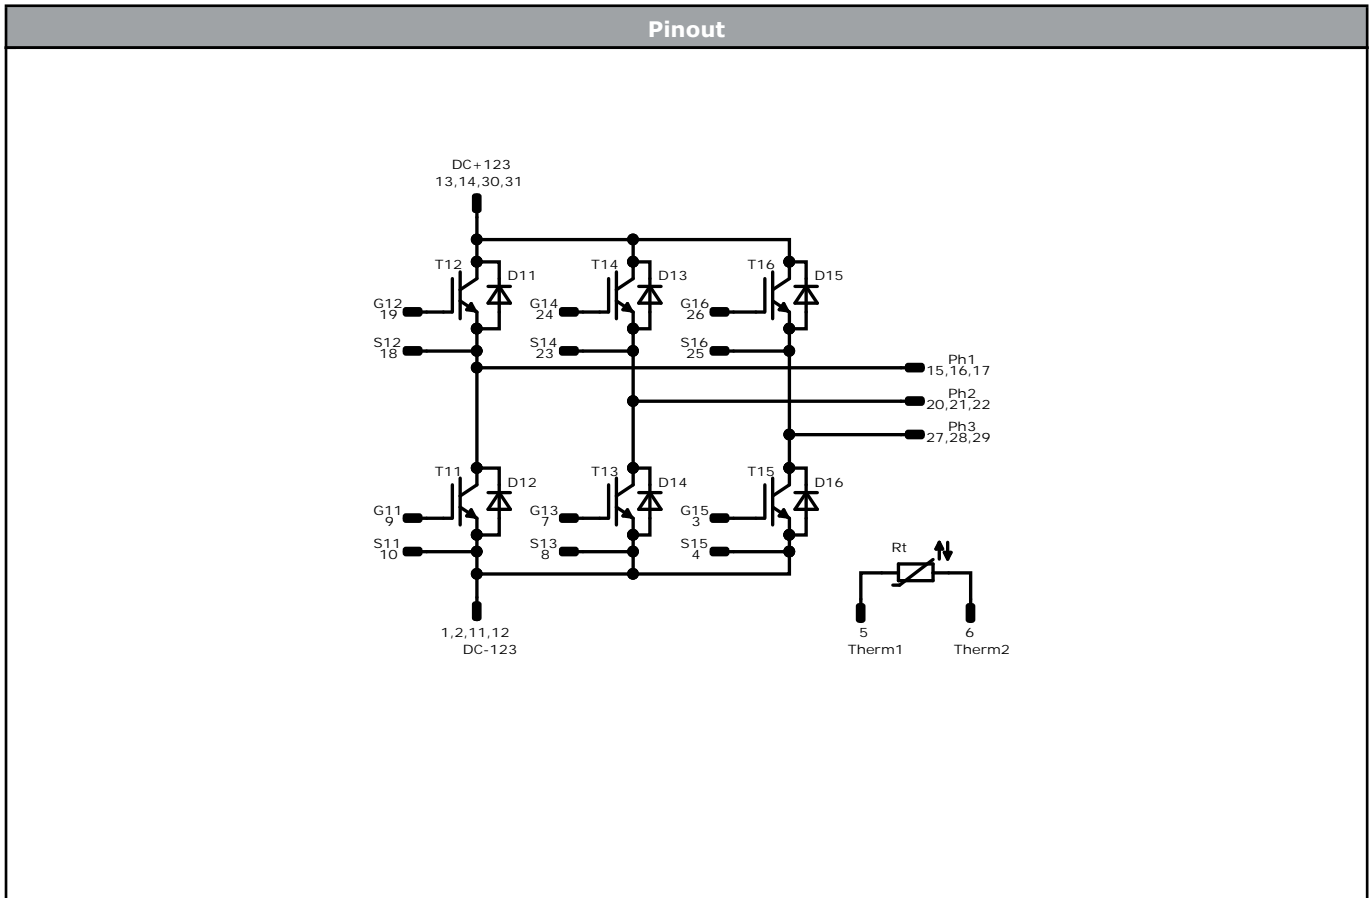 Pinout
DC+123
13,14,30,31
T12
D11
T14
D13
T16
D15
G12
19
G14
24
G16
26
S12
18
S14
23
S16
25
Ph1
15,16,17
Ph2
20,21,22
Ph3
27,28,29
T11
D12
T13
D14
T15
D16
G11
9
G13
7
G15
3
S11
10
S13
8
S15
4
Rt
1,2,11,12
DC-123
5
Therm1
6
Therm2